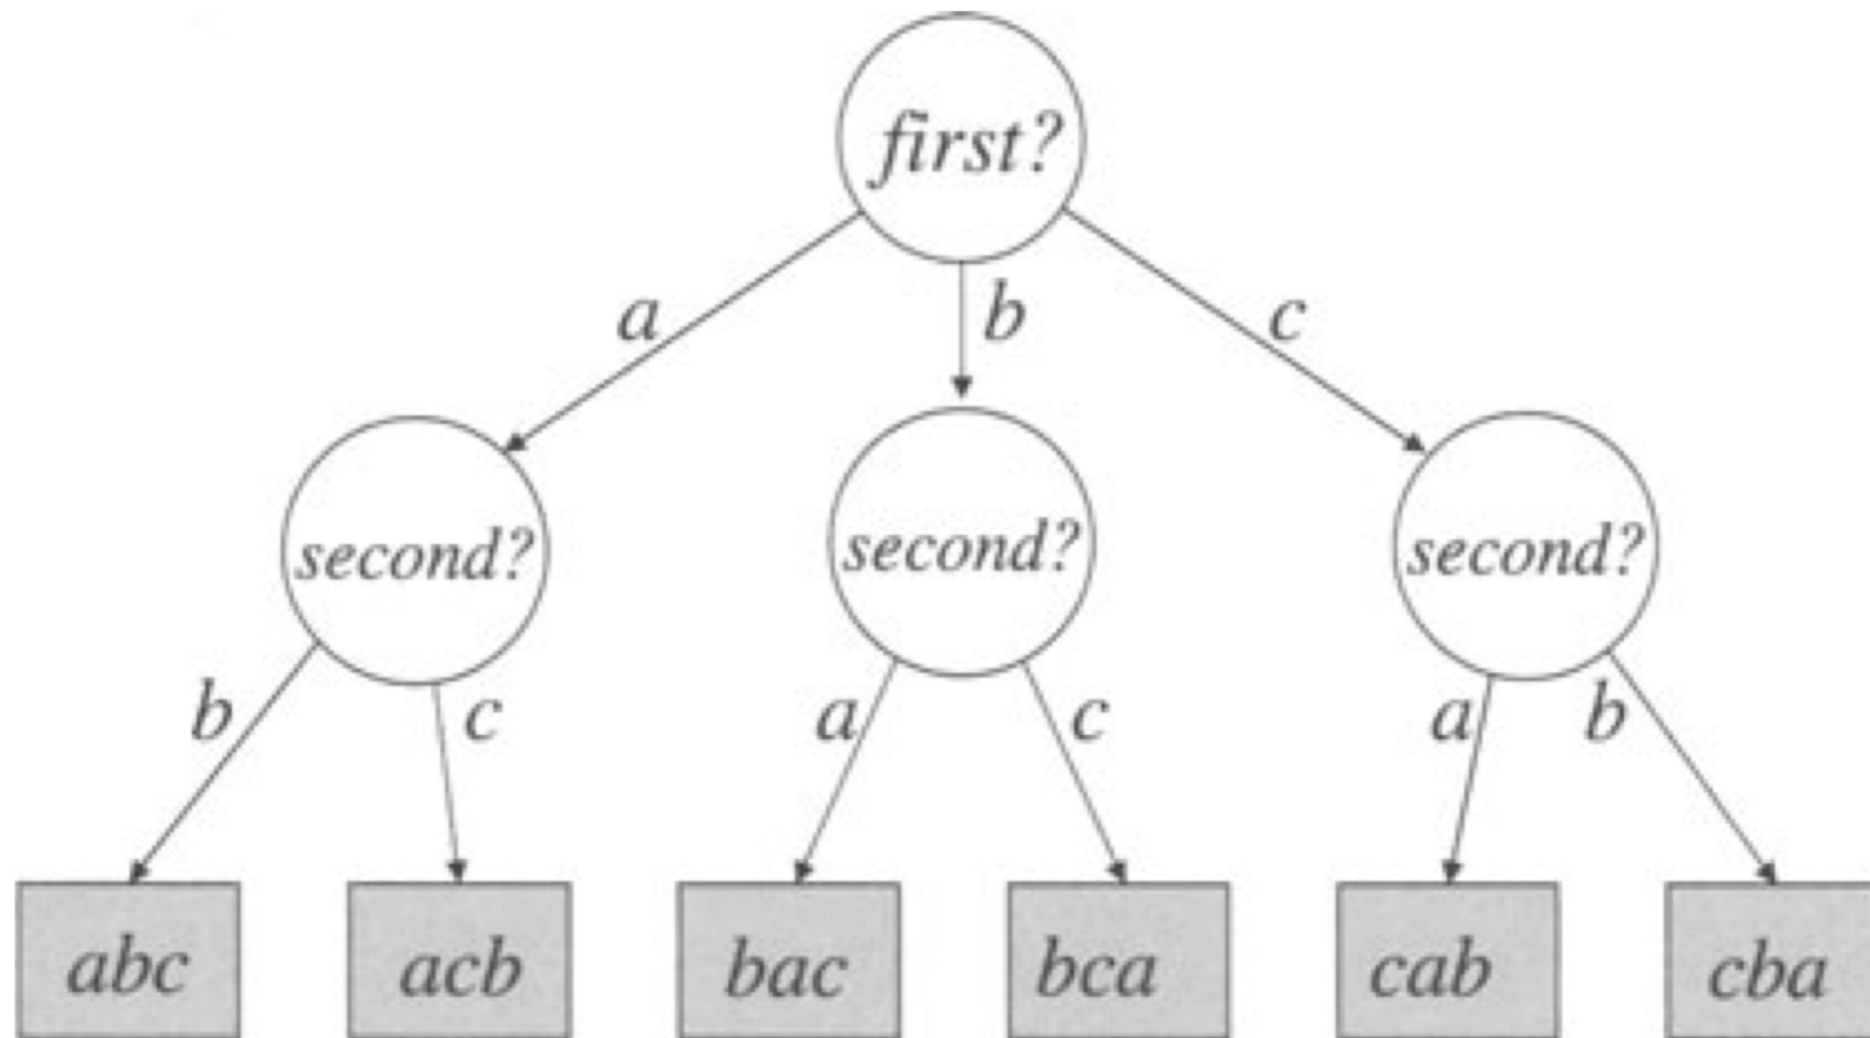 first?
a b c
second? second? second?
b c a c a b
abc acb bac bca cab cba